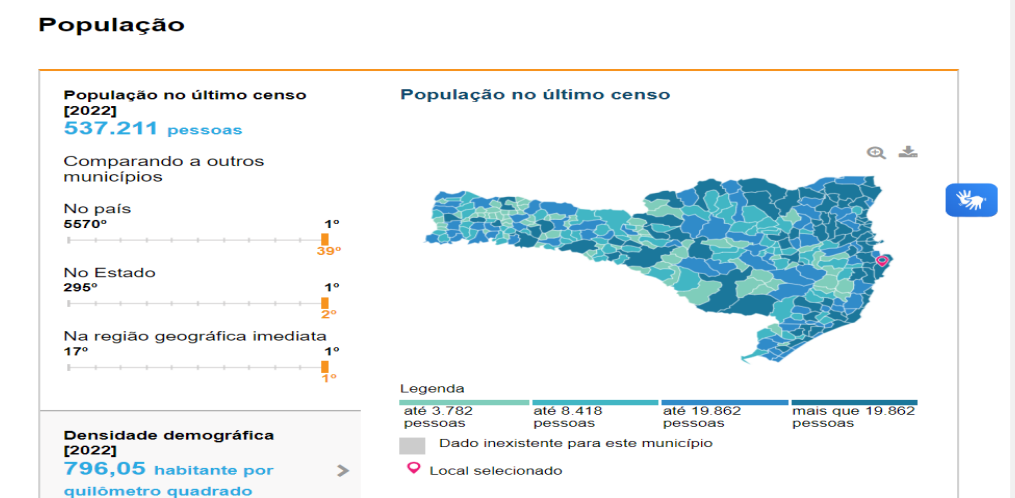 População
População no último censo
[2022]
537.211 pessoas
Comparando a outros
municípios
No país
5570º 1º
39º
No Estado
295º 1º
2º
Na região geográfica imediata
17º 1º
1º
Densidade demográfica
[2022]
796,05 habitante por
quilômetro quadrado
População no último censo
Legenda
até 3.782 pessoas
até 8.418 pessoas
até 19.862 pessoas
mais que 19.862 pessoas
Dado inexistente para este município
Local selecionado